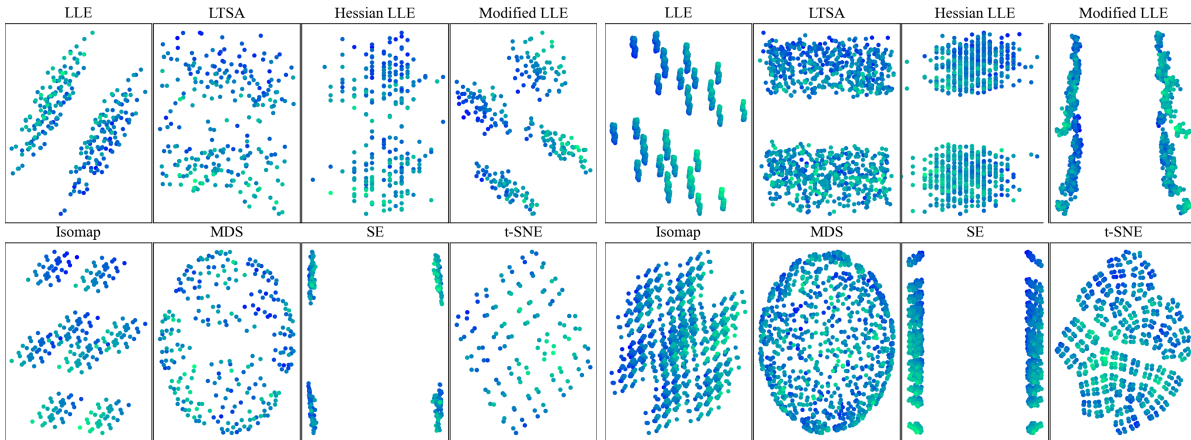 LLE LTSA Hessian LLE Modified LLE LLE LTSA Hessian LLE Modified LLE
Isomap MDS SE t-SNE Isomap MDS SE t-SNE